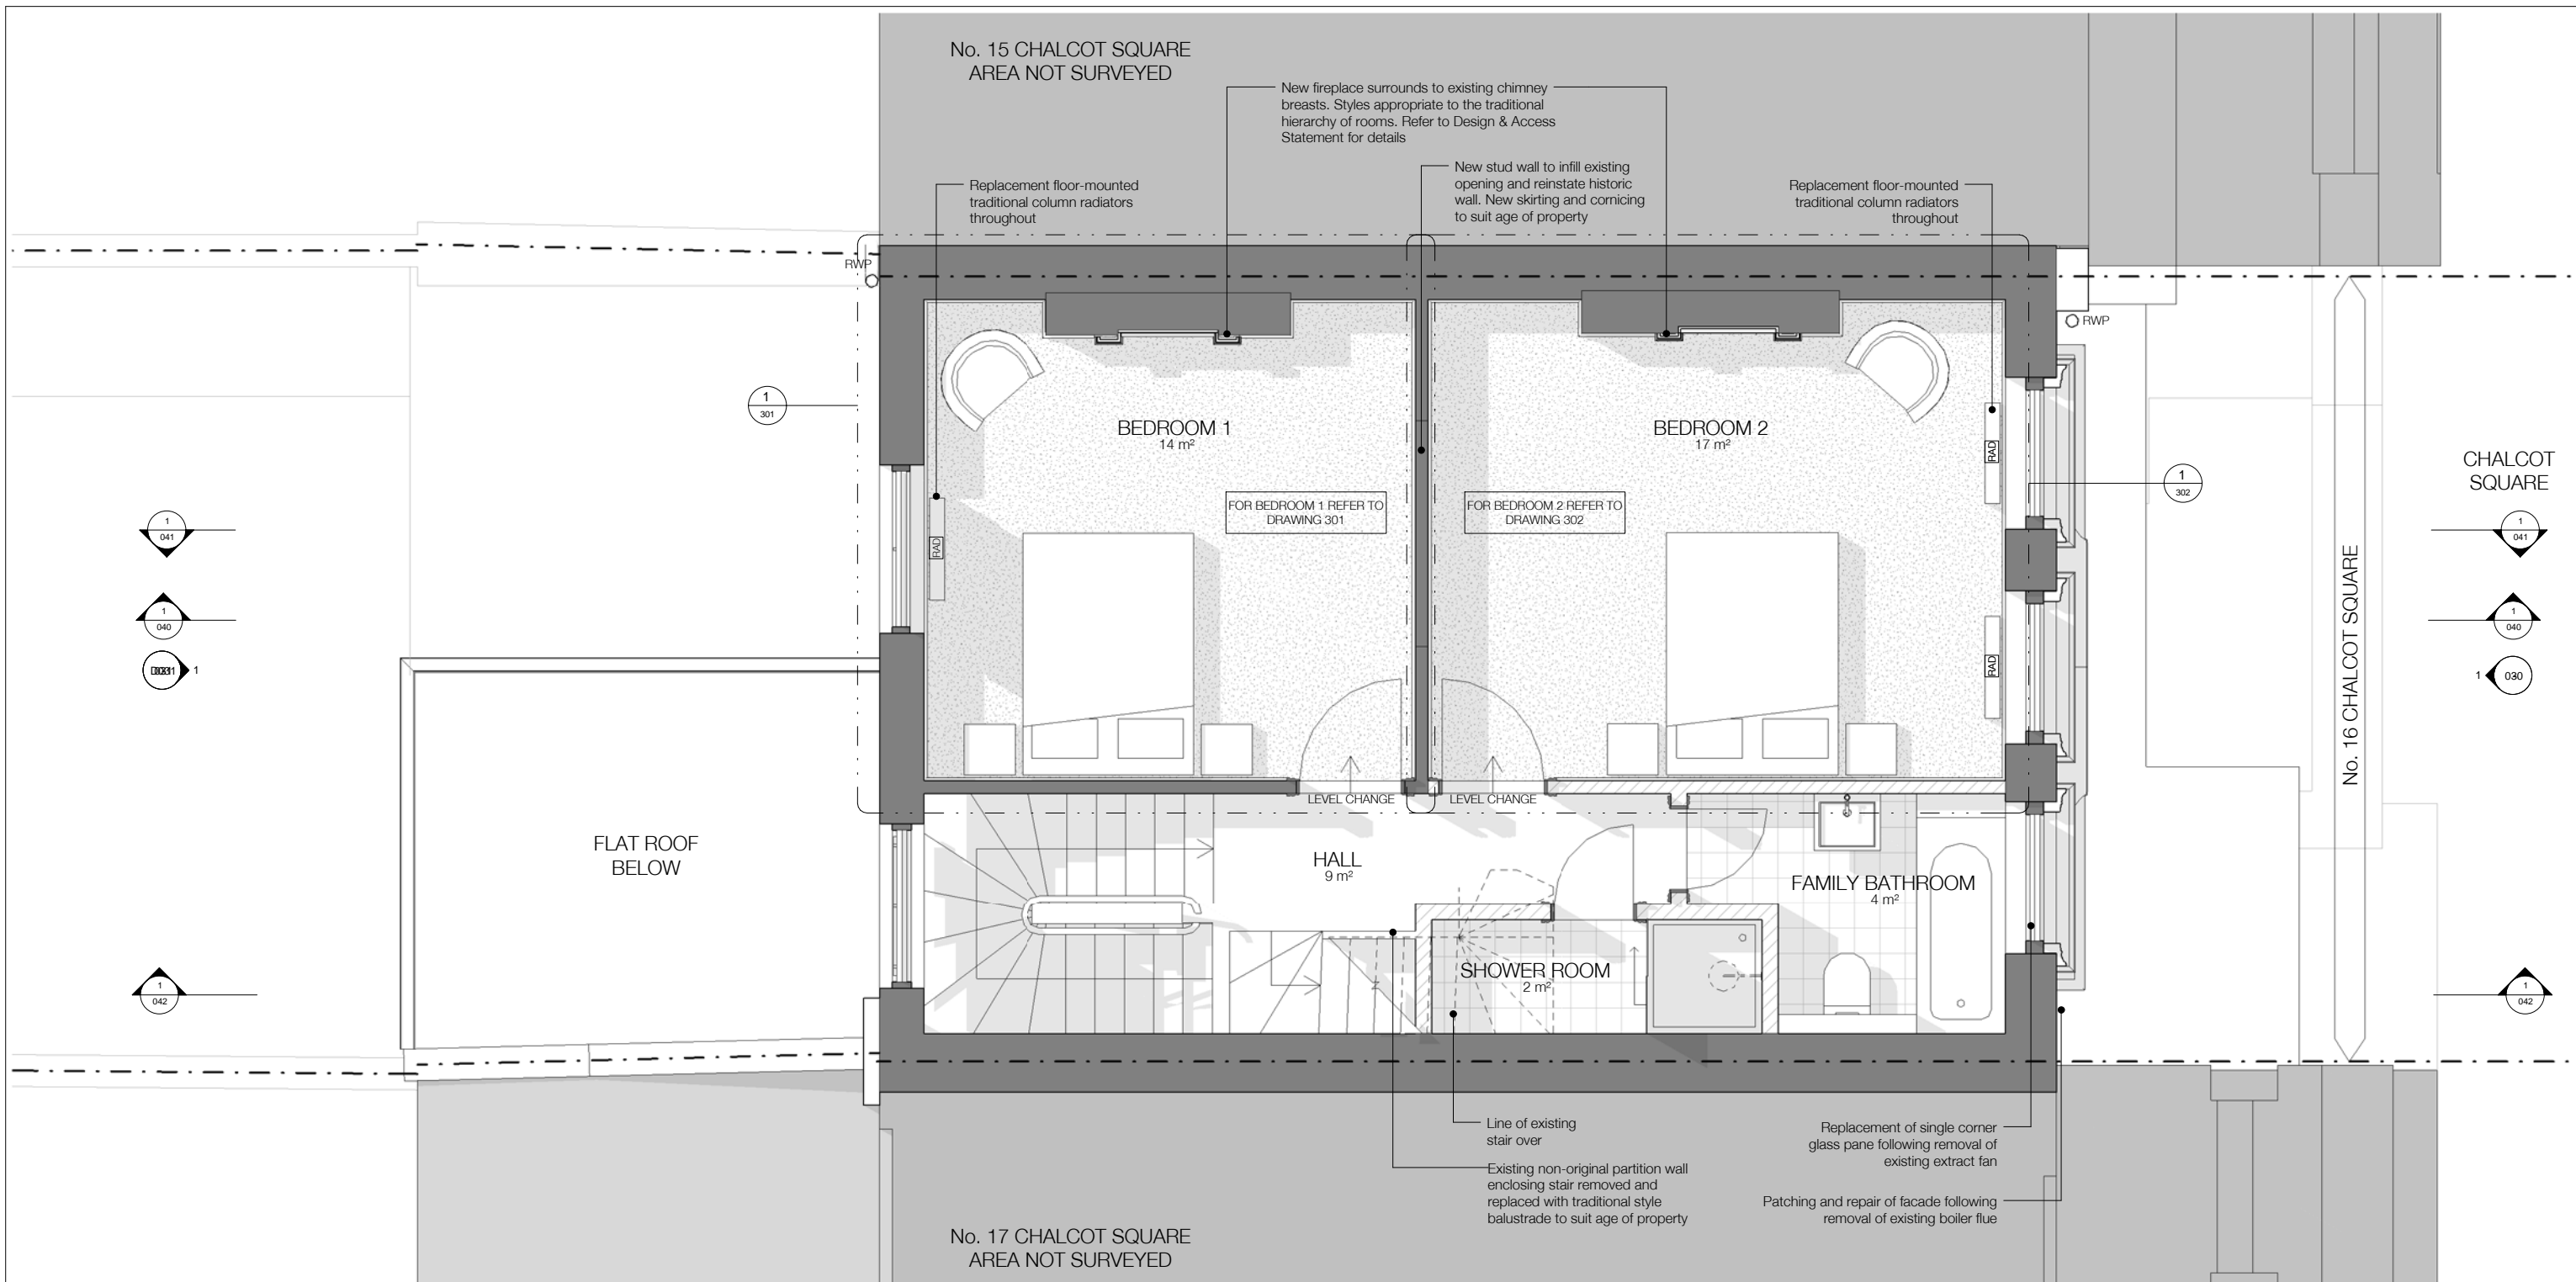 No. 15 CHALCOT SQUARE
AREA NOT SURVEYED
New fireplace surrounds to existing chimney
breasts. Styles appropriate to the traditional
hierarchy of rooms. Refer to Design & Access
Statement for details
New stud wall to infill existing
opening and reinstate historic
wall. New skirting and cornicing
to suit age of property
Replacement floor-mounted
traditional column radiators
throughout
Replacement floor-mounted
traditional column radiators
throughout
RWP
RWP
1
301
BEDROOM 1
14 m²
BEDROOM 2
17 m²
RAD
CHALCOT
SQUARE
1
302
FOR BEDROOM 1 REFER TO
DRAWING 301
FOR BEDROOM 2 REFER TO
DRAWING 302
1
041
1
041
RAD
1
040
1
040
No. 16 CHALCOT SQUARE
RAD
1
1
030
LEVEL CHANGE
LEVEL CHANGE
FLAT ROOF
BELOW
HALL
9 m²
FAMILY BATHROOM
4 m²
SHOWER ROOM
2 m²
1
042
1
042
Line of existing
stair over
Existing non-original partition wall
enclosing stair removed and
replaced with traditional style
balustrade to suit age of property
Replacement of single corner
glass pane following removal of
existing extract fan
Patching and repair of facade following
removal of existing boiler flue
No. 17 CHALCOT SQUARE
AREA NOT SURVEYED